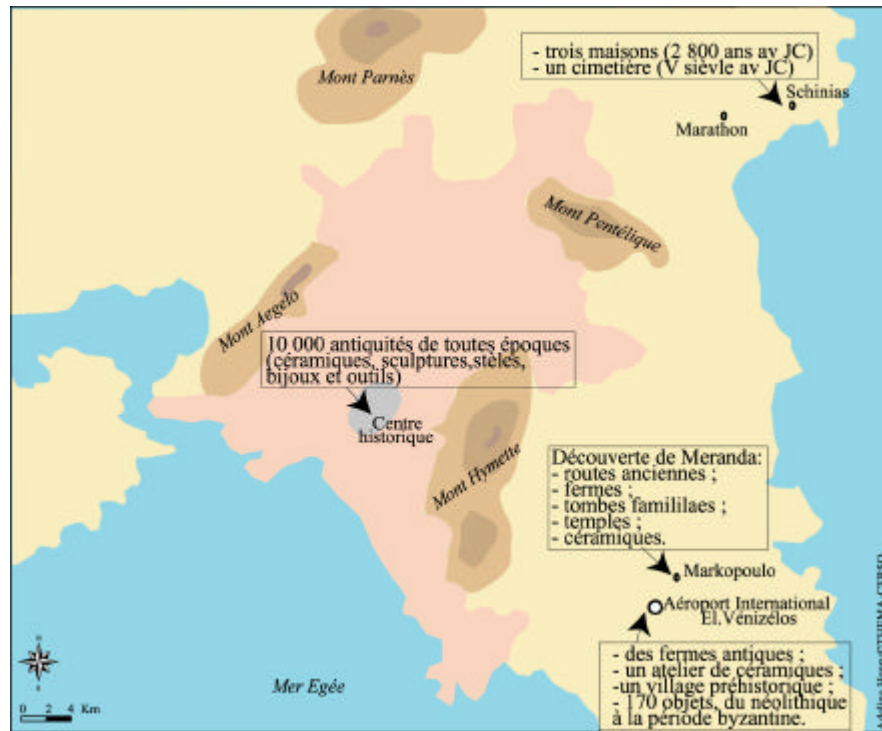 - trois maisons (2 800 ans av JC)
- un cimetière (V sièvle av JC)
Mont Parnès
Schinias
Marathon
Mont Pentélique
Mont Aegelo
10 000 antiquités de toutes époques
(céramiques, sculptures,stèles,
bijoux et outils)
Centre
historique
Mont Hymette
Découverte de Meranda:
- routes anciennes ;
- fermes ;
- tombes famililaes ;
- temples ;
- céramiques.
Markopoulo
Aéroport International
El.Vénizélos
- des fermes antiques ;
- un atelier de céramiques ;
-un village préhistorique ;
- 170 objets, du néolithique
à la période byzantine.
Mer Egée
0 2 4 Km